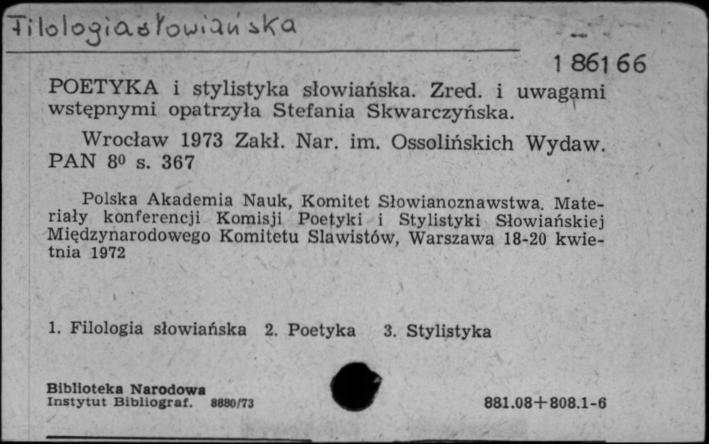 Filologia słowiańska
186166
POETYKA i stylistyka słowiańska. Zred. i uwagami
wstępnymi opatrzyła Stefania Skwarczyńska.
Wrocław 1973 Zakł. Nar. im. Ossolińskich Wydaw.
PAN 8⁰ s. 367
Polska Akademia Nauk, Komitet Słowianoznawstwa. Mate-
riały konferencji Komisji Poetyki i Stylistyki Słowiańskiej
Międzynarodowego Komitetu Slawistów, Warszawa 18-20 kwie-
tnia 1972
1. Filologia słowiańska 2. Poetyka 3. Stylistyka
Biblioteka Narodowa
Instytut Bibliograf. 8880/73
881.08+808.1-6